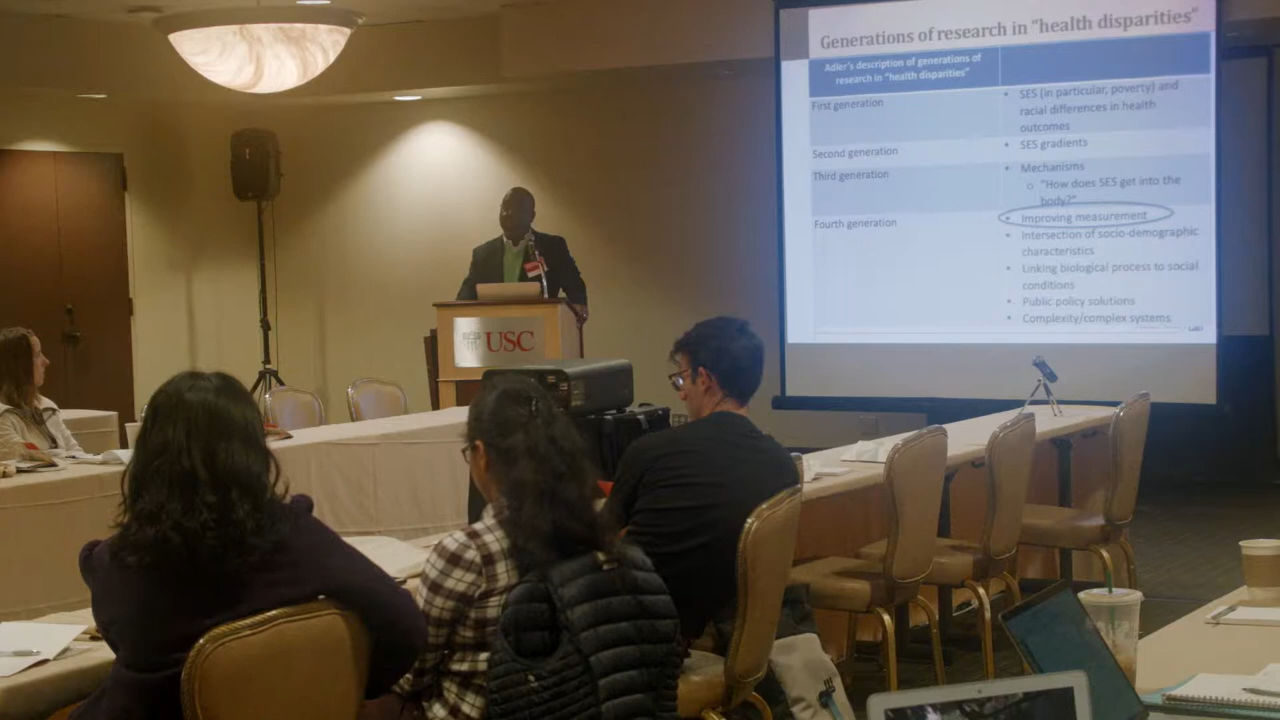 Generations of research in "health disparities"
Adler's description of generations of
research in "health disparities"
First generation
• SES (in particular, poverty) and
racial differences in health
outcomes
Second generation
• SES gradients
Third generation
• Mechanisms
o "How does SES get into the
body?"
Fourth generation
• Improving measurement
• Intersection of socio-demographic
characteristics
• Linking biological process to social
conditions
• Public policy solutions
• Complexity/complex systems
USC